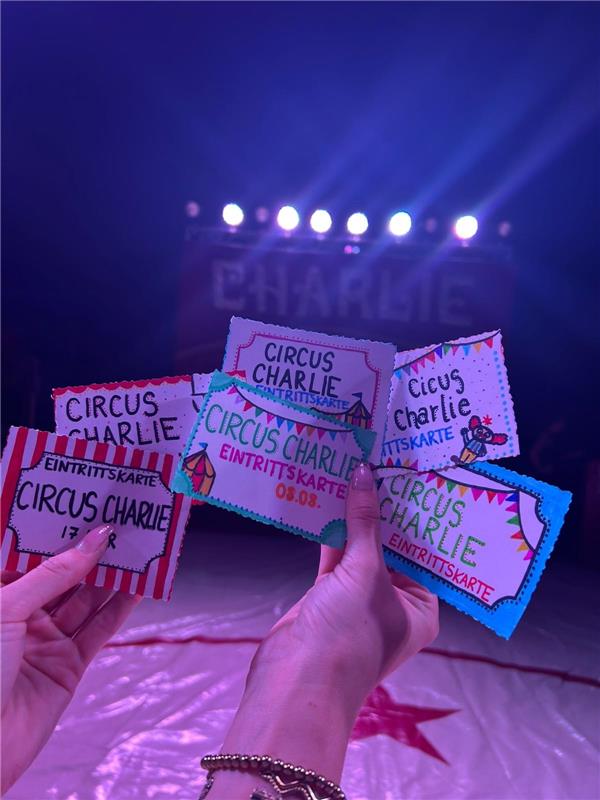 CHARLIE
CIRCUS
CHARLIE
EINTRITTSKARTE
Cicus
Charlie
CIRCUS
CHARLIE
CIRCUS CHARLIE
EINTRITTSKARTE
08.08.
EINTRITTSKARTE
CIRCUS CHARLIE
17
CIRCUS
CHARLIE
EINTRITTSKARTE